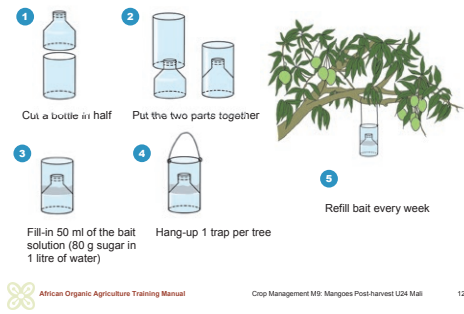 1
2
Cut a bottle in half
Put the two parts together
3
4
5
Fill-in 50 ml of the bait
solution (80 g sugar in
1 litre of water)
Hang-up 1 trap per tree
Refill bait every week
African Organic Agriculture Training Manual
Crop Management M9: Mangoes Post-harvest U24 Mali
12